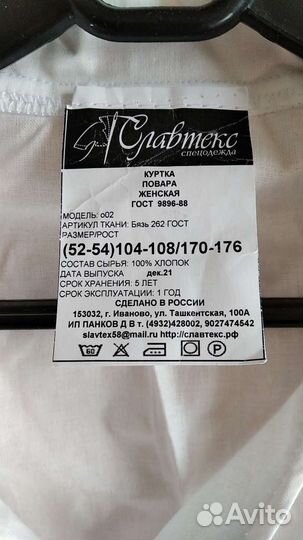 Славтекс
спецодежда
КУРТКА
ПОВАРА
ЖЕНСКАЯ
ГОСТ 9896-88
МОДЕЛЬ: о02
АРТИКУЛ ТКАНИ: Бязь 262 ГОСТ
РАЗМЕР/РОСТ
(52-54)104-108/170-176
СОСТАВ СЫРЬЯ: 100% ХЛОПОК
ДАТА ВЫПУСКА дек.21
СРОК ХРАНЕНИЯ: 5 ЛЕТ
СРОК ЭКСПЛУАТАЦИИ: 1 ГОД
СДЕЛАНО В РОССИИ
153032, г. Иваново, ул. Ташкентская, 100А
ИП ПАНКОВ Д В т. (4932)428002, 9027474542
slavtex58@mail.ru http://славтекс.рф
60
Avito